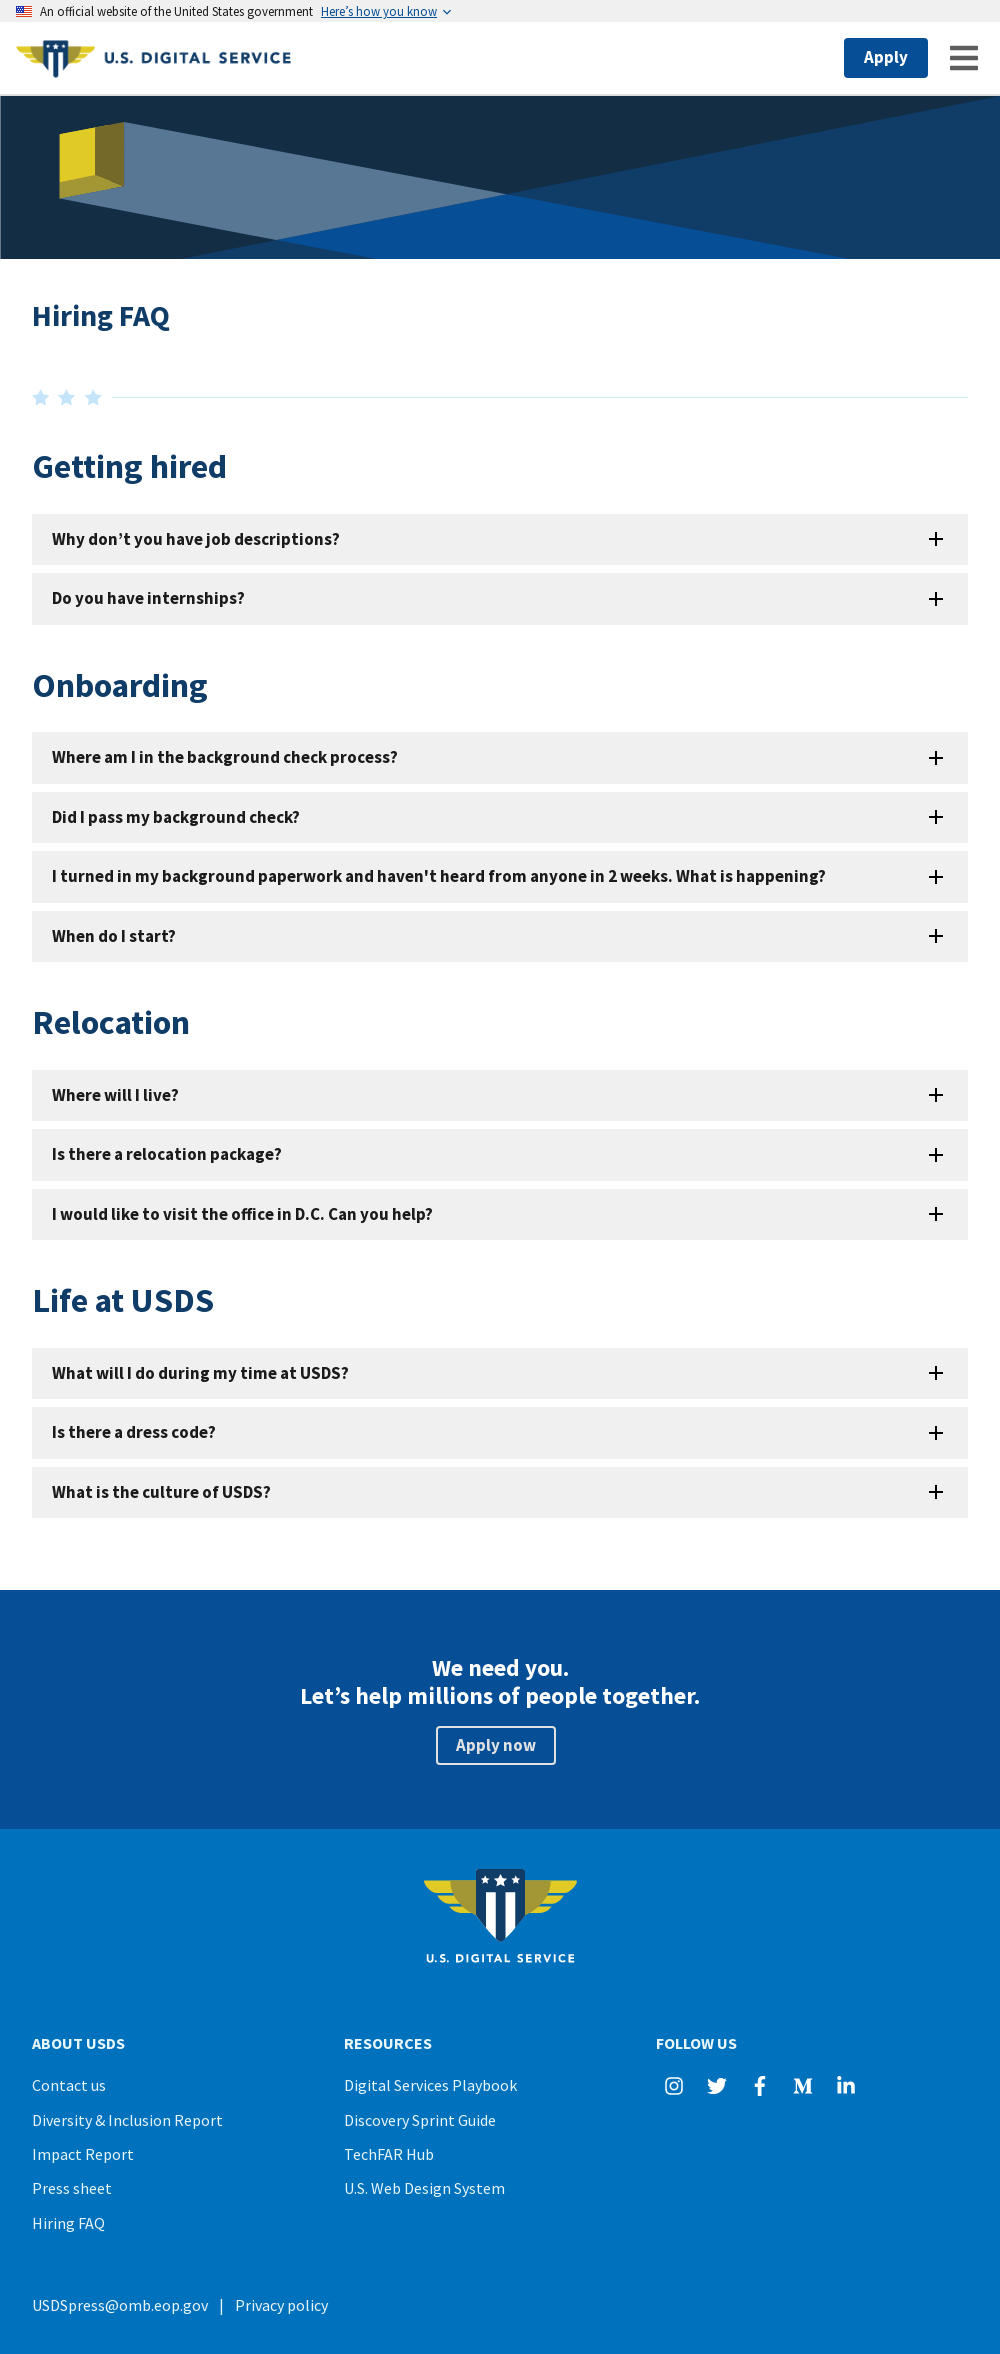 An official website of the United States government Here’s how you know
U.S. DIGITAL SERVICE
Apply
Hiring FAQ
Getting hired
Why don’t you have job descriptions?
Do you have internships?
Onboarding
Where am I in the background check process?
Did I pass my background check?
I turned in my background paperwork and haven't heard from anyone in 2 weeks. What is happening?
When do I start?
Relocation
Where will I live?
Is there a relocation package?
I would like to visit the office in D.C. Can you help?
Life at USDS
What will I do during my time at USDS?
Is there a dress code?
What is the culture of USDS?
We need you.
Let’s help millions of people together.
Apply now
U.S. DIGITAL SERVICE
ABOUT USDS
Contact us
Diversity & Inclusion Report
Impact Report
Press sheet
Hiring FAQ
RESOURCES
Digital Services Playbook
Discovery Sprint Guide
TechFAR Hub
U.S. Web Design System
FOLLOW US
USDSpress@omb.eop.gov | Privacy policy